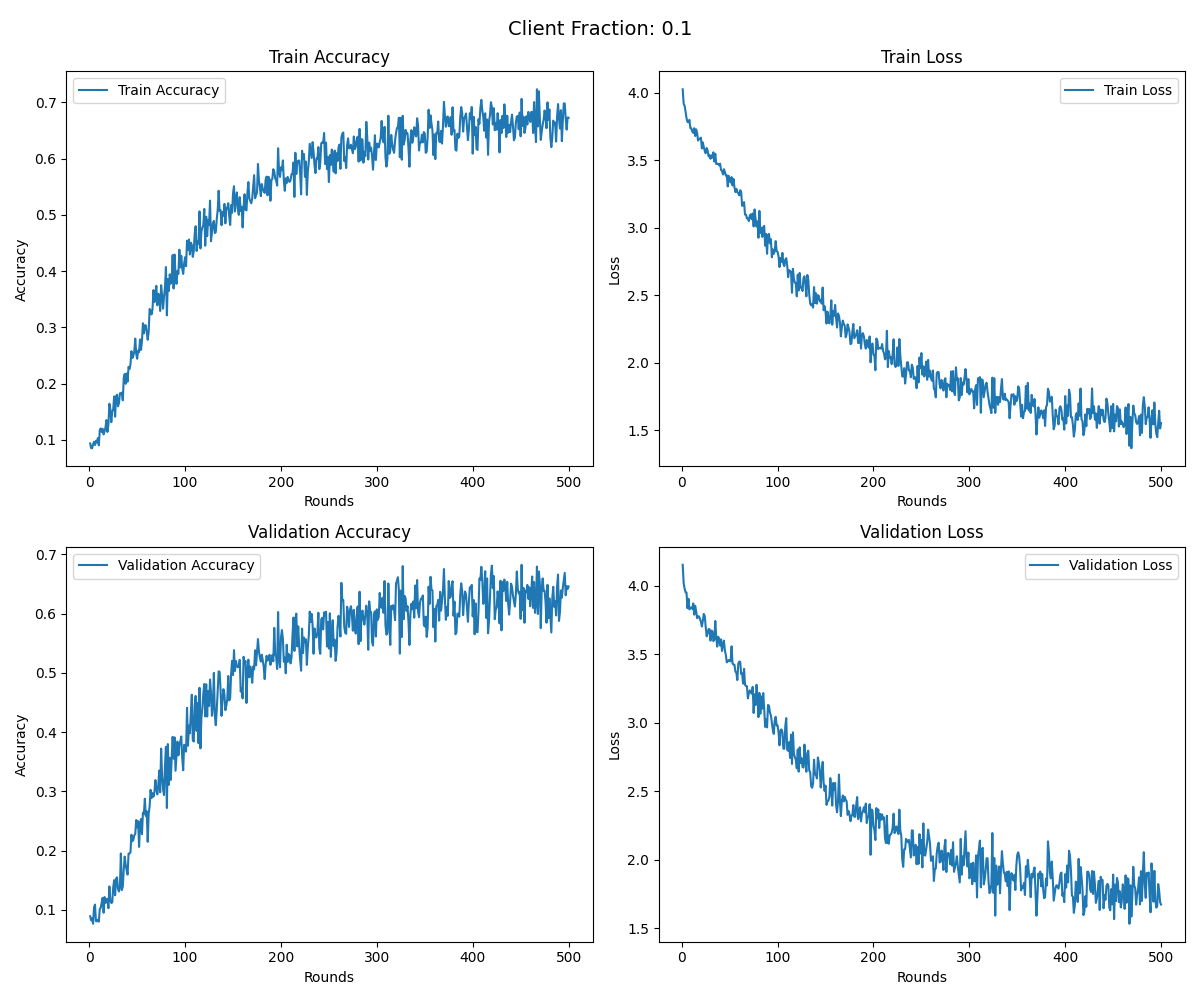 Client Fraction: 0.1
Train Accuracy
Train Accuracy
0.7
0.6
0.5
0.4
0.3
0.2
0.1
Accuracy
0 100 200 300 400 500
Rounds
Train Loss
Train Loss
4.0
3.5
3.0
2.5
2.0
1.5
Loss
0 100 200 300 400 500
Rounds
Validation Accuracy
Validation Accuracy
0.7
0.6
0.5
0.4
0.3
0.2
0.1
Accuracy
0 100 200 300 400 500
Rounds
Validation Loss
Validation Loss
4.0
3.5
3.0
2.5
2.0
1.5
Loss
0 100 200 300 400 500
Rounds